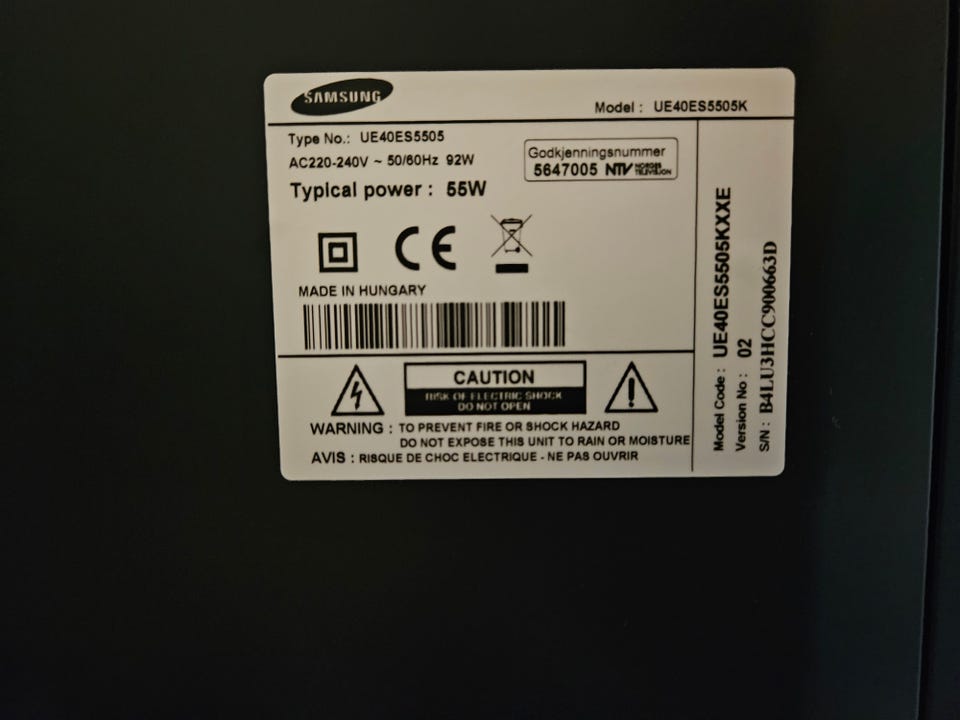 SAMSUNG
Model : UE40ES5505K
Type No.: UE40ES5505
AC220-240V ~ 50/60Hz 92W
Typical power : 55W
Godkjenningsnummer
5647005 NTV NORGES TELEVISJON
CE
MADE IN HUNGARY
CAUTION
RISK OF ELECTRIC SHOCK
DO NOT OPEN
WARNING : TO PREVENT FIRE OR SHOCK HAZARD
DO NOT EXPOSE THIS UNIT TO RAIN OR MOISTURE
AVIS : RISQUE DE CHOC ELECTRIQUE - NE PAS OUVRIR
Model Code : UE40ES5505KXXE
Version No : 02
S/N : B4LU3HCC900663D